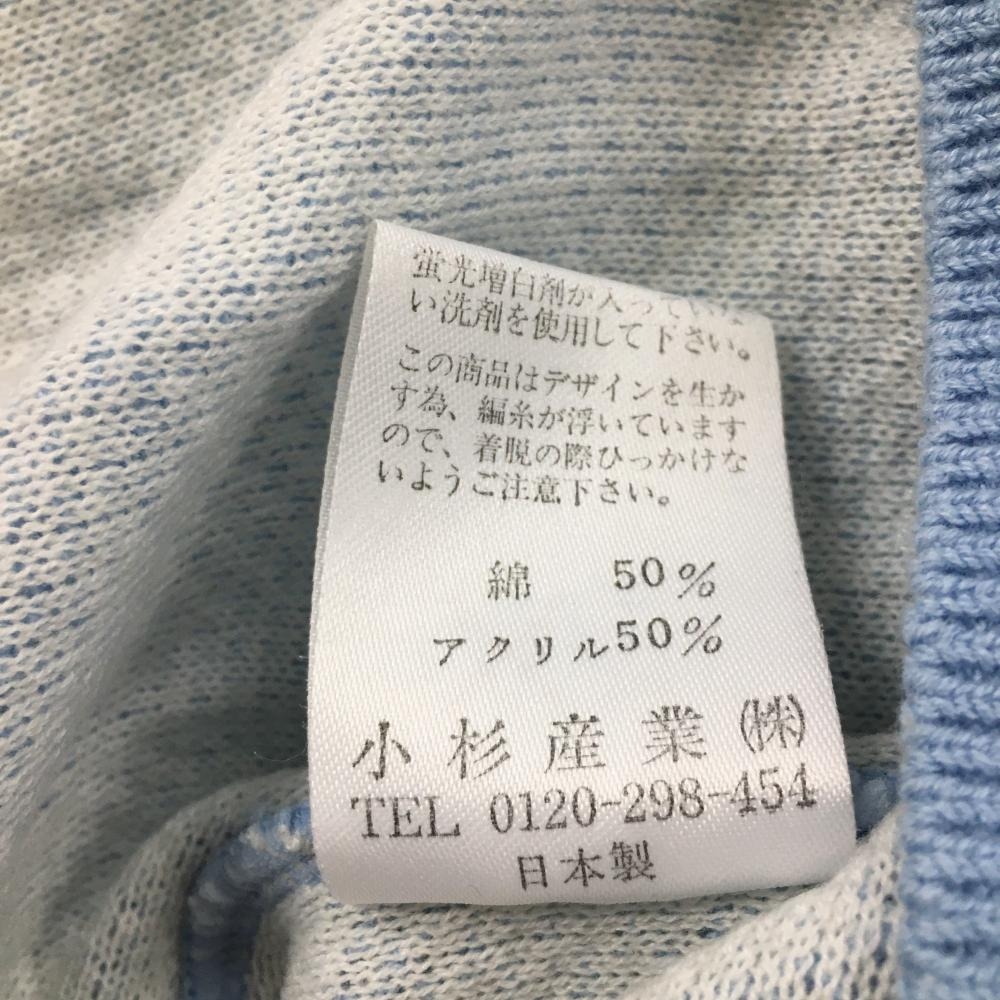 蛍光増白剤が入っていな
い洗剤を使用して下さい。
この商品はデザインを生か
す為、編糸が浮いています
ので、着脱の際ひっかけな
いようご注意下さい。
綿 50%
アクリル50%
小杉産業(株)
TEL 0120-298-454
日本製